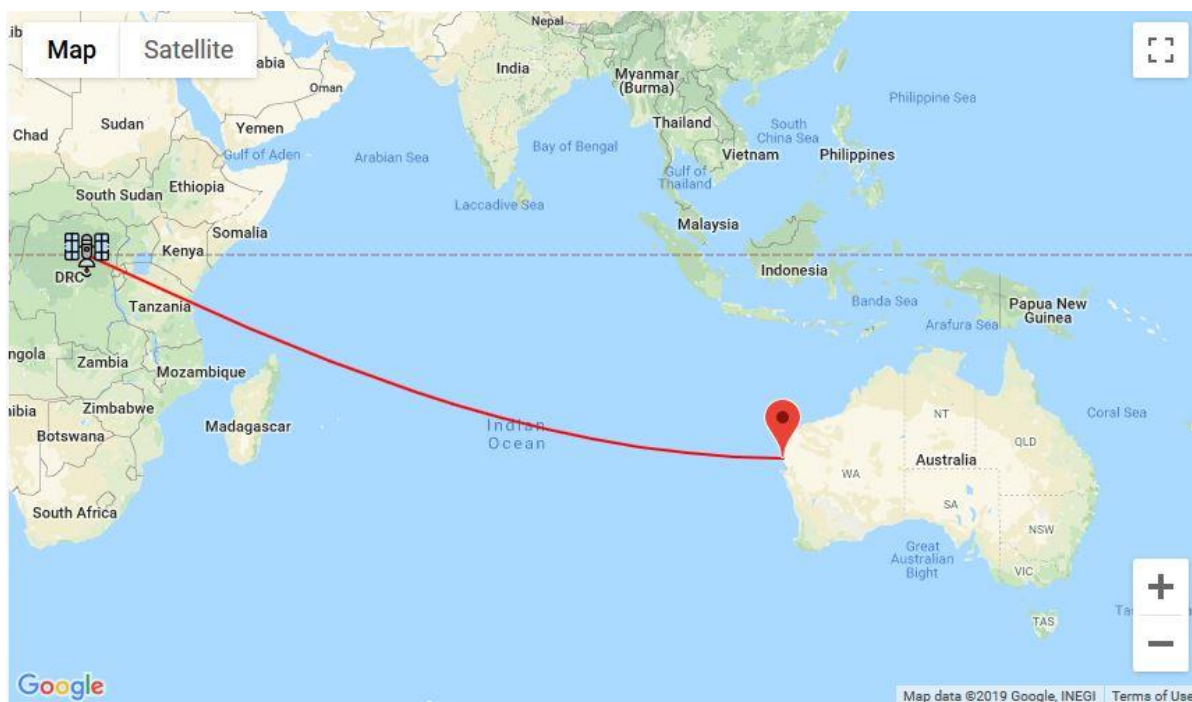 Map Satellite
Nepal
India
Oman
Myanmar
(Burma)
Philippine Sea
Sudan
Chad
Yemen
Gulf of Aden
Arabian Sea
Bay of Bengal
Thailand
South
China Sea
Vietnam
Philippines
Gulf of
Thailand
South Sudan
Ethiopia
Laccadive Sea
Malaysia
Somalia
Kenya
DRC
Indonesia
Tanzania
Banda Sea
Papua New
Guinea
Arafura Sea
ngola
Zambia
Mozambique
Zimbabwe
Madagascar
Botswana
Indian
Ocean
NT
Coral Sea
QLD
WA
Australia
South Africa
SA
NSW
Great
Australian
Bight
VIC
TAS
Google
Map data ©2019 Google, INEGI Terms of Use